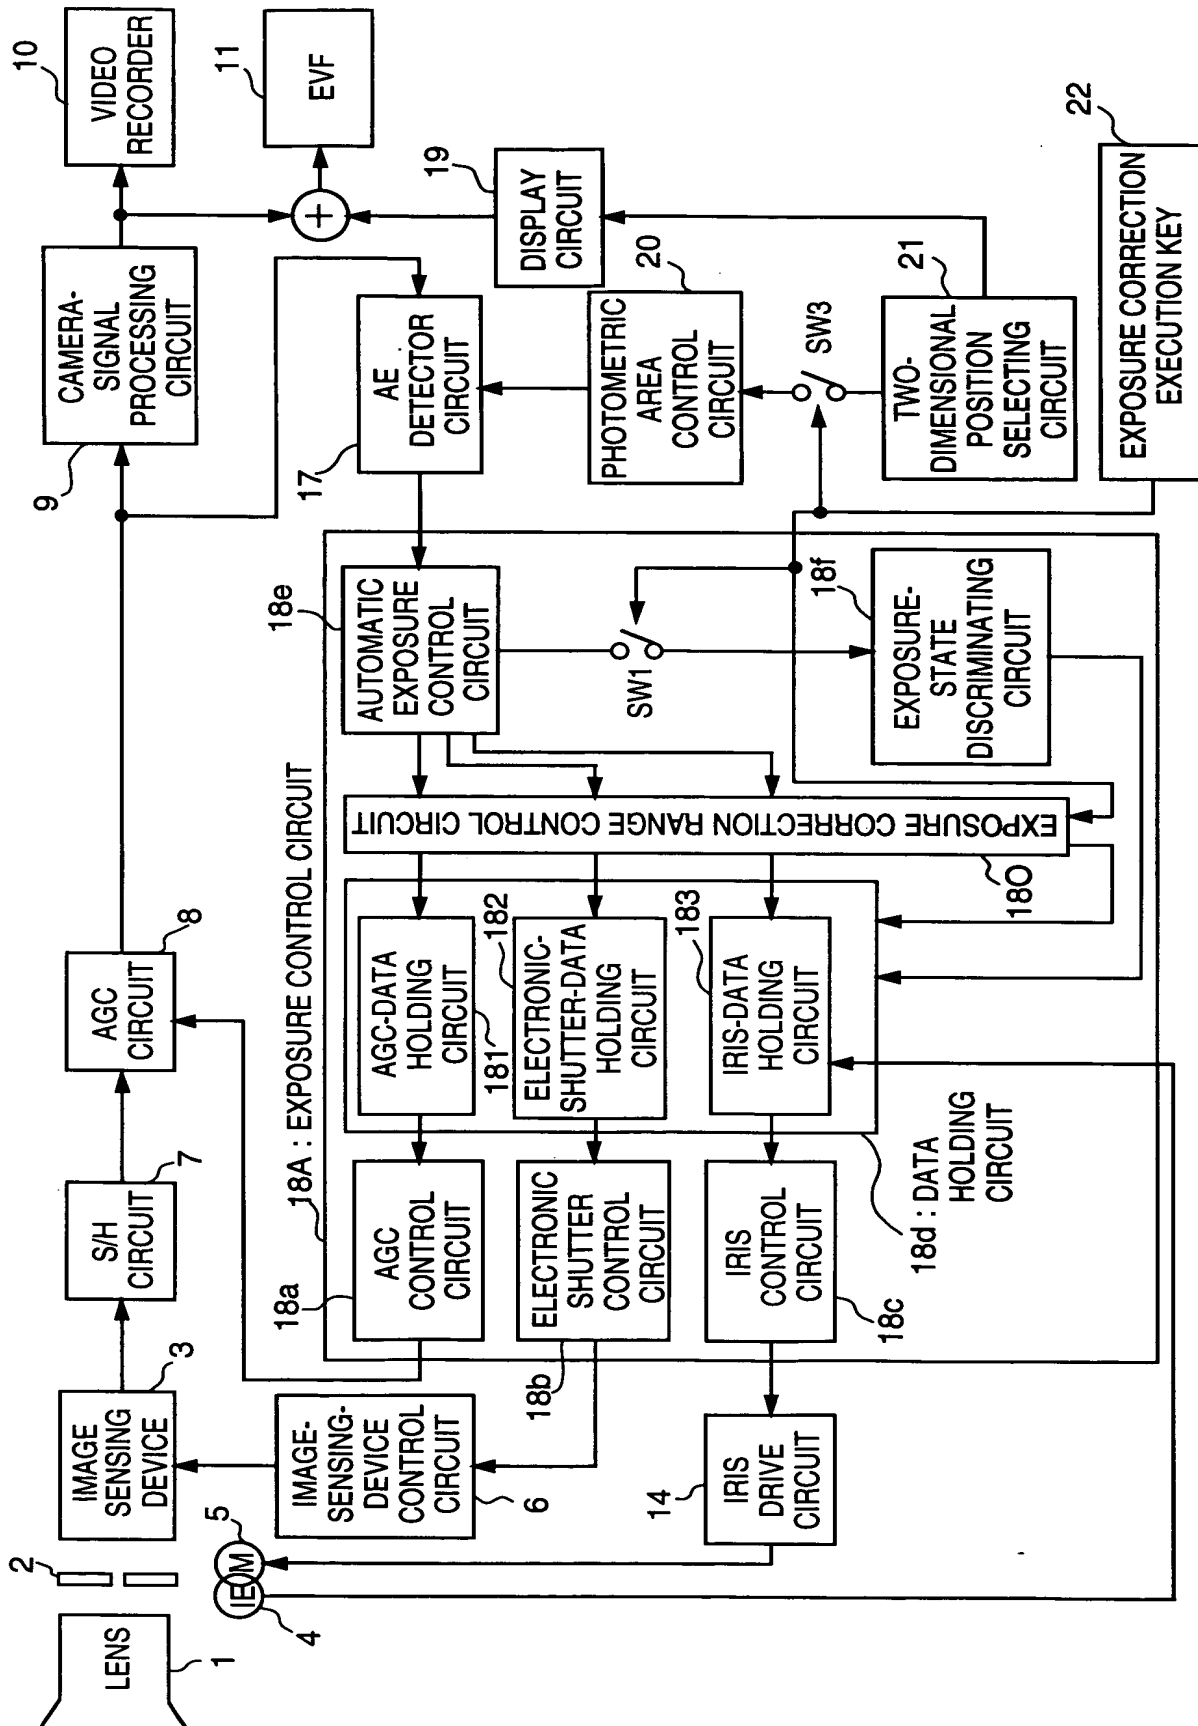 LENS
1
2
IE
4
M
5
IMAGE
SENSING
DEVICE
3
S/H
CIRCUIT
7
AGC
CIRCUIT
8
CAMERA-
SIGNAL
PROCESSING
CIRCUIT
9
VIDEO
RECORDER
10
EVF
11
+
IMAGE-
SENSING-
DEVICE
CONTROL
CIRCUIT
6
IRIS
DRIVE
CIRCUIT
14
18A : EXPOSURE CONTROL CIRCUIT
AGC
CONTROL
CIRCUIT
18a
ELECTRONIC
SHUTTER
CONTROL
CIRCUIT
18b
IRIS
CONTROL
CIRCUIT
18c
AGC-DATA
HOLDING
CIRCUIT
181
ELECTRONIC-
SHUTTER-DATA
HOLDING
CIRCUIT
182
IRIS-DATA
HOLDING
CIRCUIT
183
18d : DATA
HOLDING
CIRCUIT
EXPOSURE CORRECTION RANGE CONTROL CIRCUIT
180
AUTOMATIC
EXPOSURE
CONTROL
CIRCUIT
18e
SW1
EXPOSURE-
STATE
DISCRIMINATING
CIRCUIT
18f
AE
DETECTOR
CIRCUIT
17
DISPLAY
CIRCUIT
19
PHOTOMETRIC
AREA
CONTROL
CIRCUIT
20
SW3
TWO-
DIMENSIONAL
POSITION
SELECTING
CIRCUIT
21
EXPOSURE CORRECTION
EXECUTION KEY
22